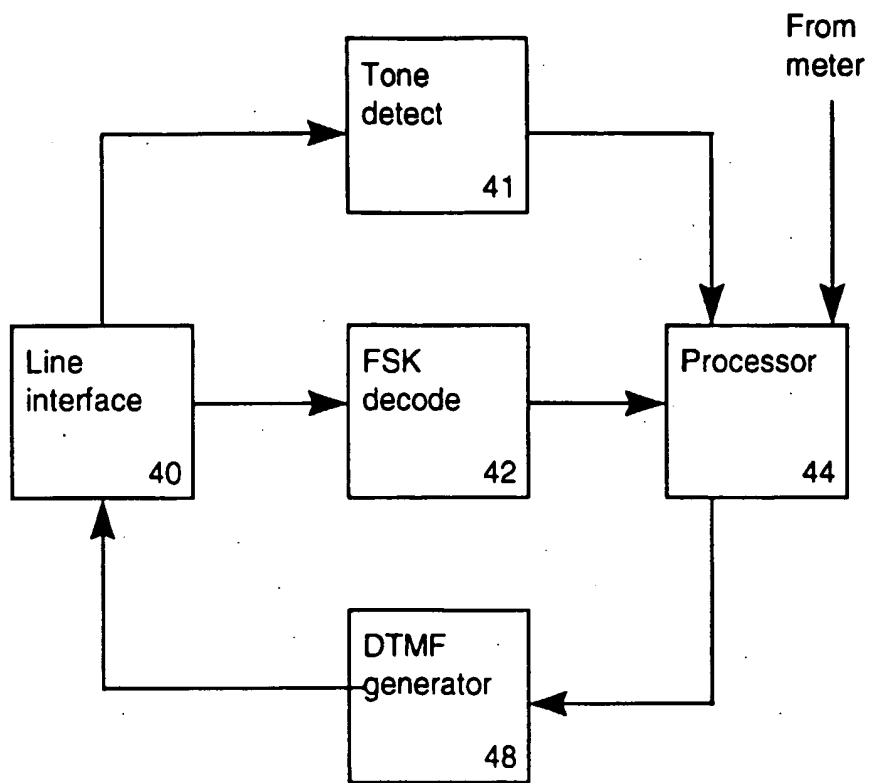 From
meter
Tone
detect
41
Line
interface
40
FSK
decode
42
Processor
44
DTMF
generator
48